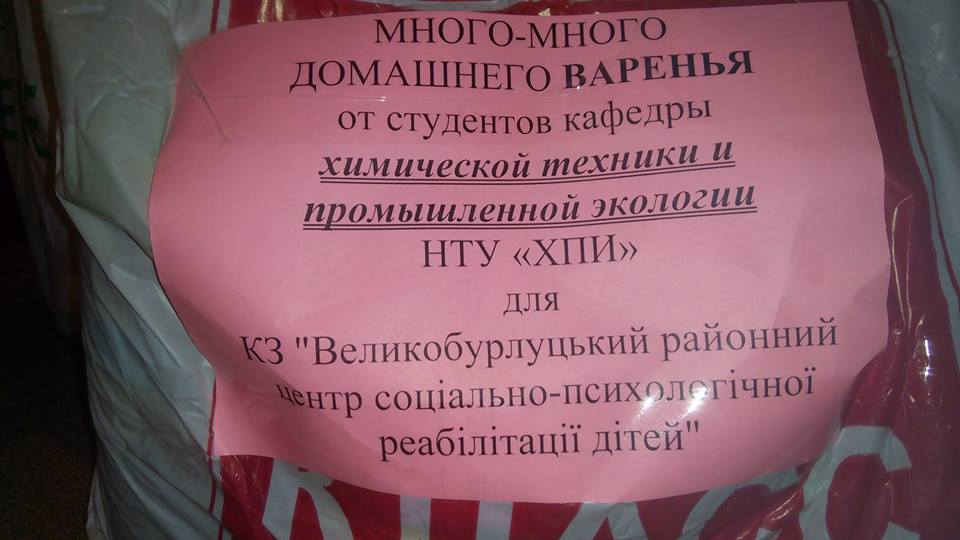 МНОГО-МНОГО
ДОМАШНЕГО ВАРЕНЬЯ
от студентов кафедры
химической техники и
промышленной экологии
НТУ «ХПИ»
для
КЗ "Великобурлуцький районний
центр соціально-психологічної
реабілітації дітей"
КЛАСС